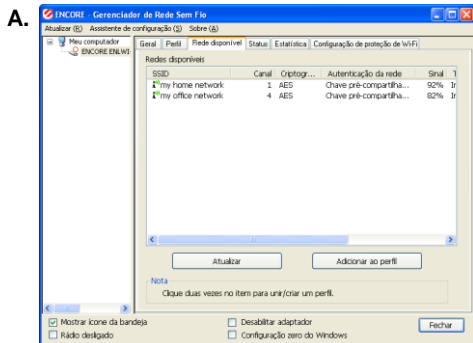 A.
ENCORE - Gerenciador de Rede Sem Fio
Atualizar (R) Assistente de configuração (S) Sobre (A)
Meu computador
ENCORE ENLWI
Geral Perfil Rede disponível Status Estatística Configuração de proteção de Wi-Fi
Redes disponíveis
SSID Canal Criptogr... Autenticação da rede Sinal T
my home network 1 AES Chave pré-compartilha... 92% Ir
my office network 4 AES Chave pré-compartilha... 82% Ir
Atualizar Adicionar ao perfil
Nota
Clique duas vezes no item para unir/criar um perfil.
Mostrar ícone da bandeja Desabilitar adaptador Fechar
Rádio desligado Configuração zero do Windows